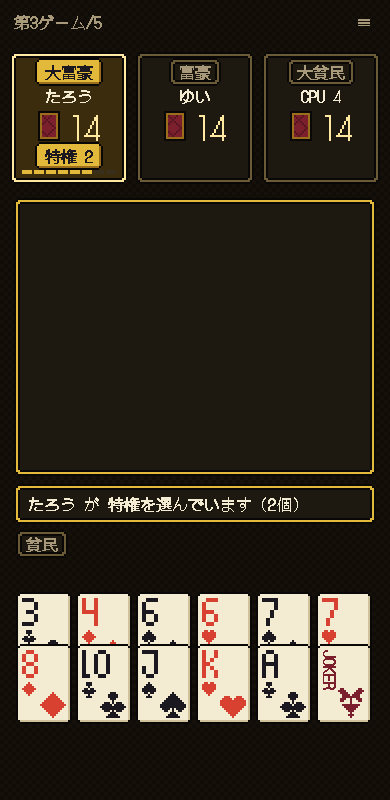 第3ゲーム/5
大富豪
たろう
14
特権 2
富豪
ゆい
14
大貧民
CPU 4
14
たろう が 特権を選んでいます (2個)
貧民
3 4 6 6 7 7
8 10 J K A JOKER